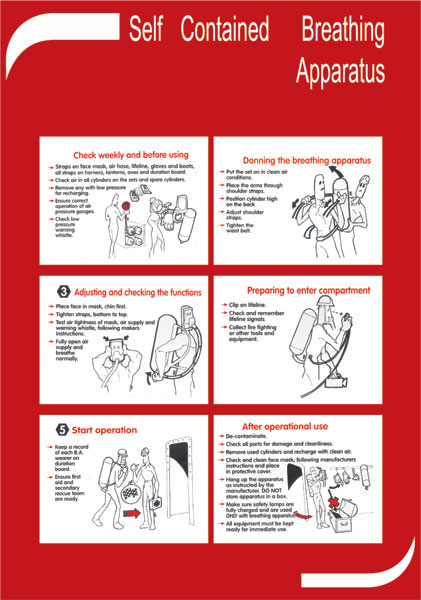 Self Contained Breathing
Apparatus
Check weekly and before using
Straps on face mask, air hose, lifeline, gloves and boots,
all straps on harness, lanterns, axes and duration board.
Check air in all cylinders on the sets and spare cylinders.
Remove any with low pressure
for recharging.
Ensure correct
operation of air
pressure gauges.
Check low
pressure
warning
whistle.
Donning the breathing apparatus
Put the set on in clean air
conditions.
Place the arms through
shoulder straps.
Position cylinder high
on the back
Adjust shoulder
straps.
Tighten the
waist belt.
3 Adjusting and checking the functions
Place face in mask, chin first.
Tighten straps, bottom to top.
Test air tightness of mask, air supply and
warning whistle, following makers
instructions.
Fully open air
supply and
breathe
normally.
Preparing to enter compartment
Clip on lifeline.
Check and remember
lifeline signals.
Collect fire fighting
or other tools and
equipment.
5 Start operation
Keep a record
of each B.A.
wearer on
duration
board.
Ensure first
aid and
secondary
rescue team
are ready.
After operational use
De-contaminate.
Check all parts for damage and cleanliness.
Remove used cylinders and recharge with clean air.
Check and clean face mask, following manufacturers
instructions and place
in protective cover.
Hang up the apparatus
as instructed by the
manufacturer. DO NOT
store apparatus in a box.
Make sure safety lamps are
fully charged and are used
ONLY with breathing apparatus.
All equipment must be kept
ready for immediate use.